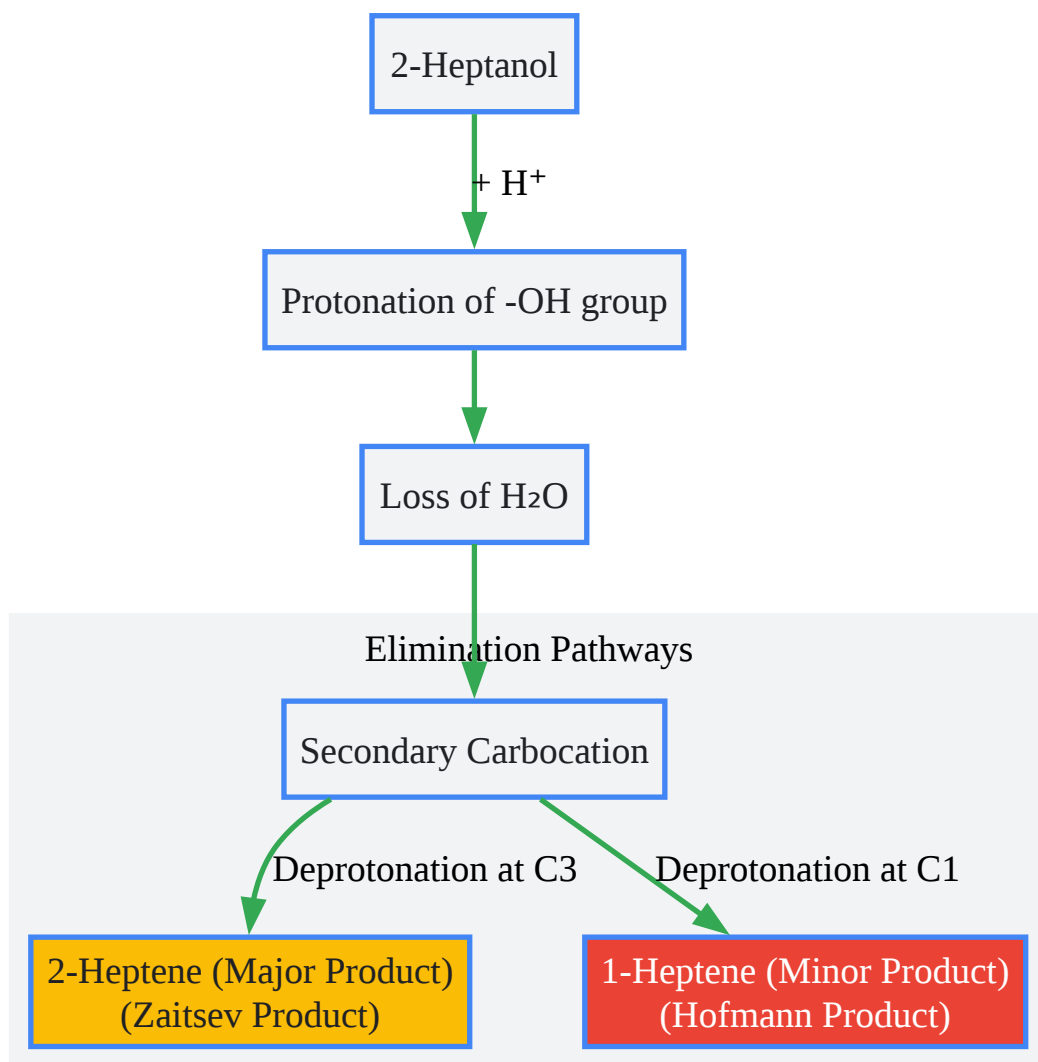 2-Heptanol
+ H⁺
Protonation of -OH group
Loss of H₂O
Elimination Pathways
Secondary Carbocation
Deprotonation at C3
Deprotonation at C1
2-Heptene (Major Product)
(Zaitsev Product)
1-Heptene (Minor Product)
(Hofmann Product)